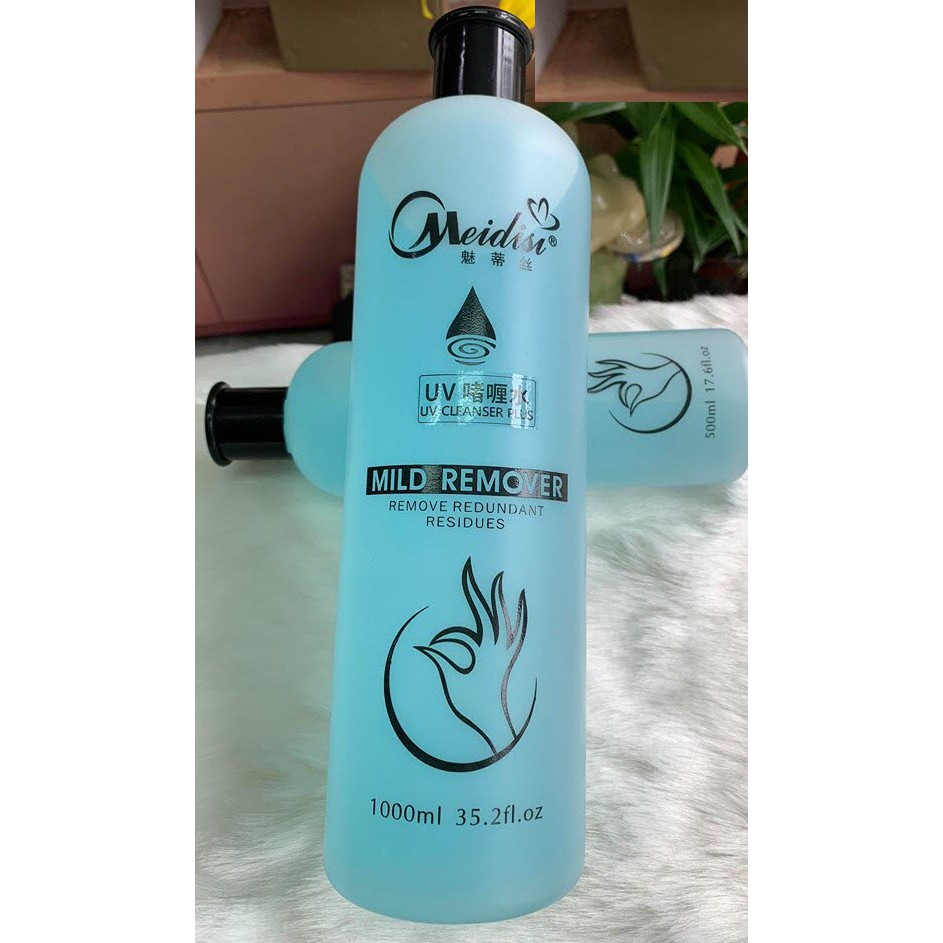 Meidisi®
魅蒂丝
UV 啫喱水
UV CLEANSER PLUS
MILD REMOVER
REMOVE REDUNDANT
RESIDUES
1000ml 35.2fl.oz
500ml 17.6fl.oz